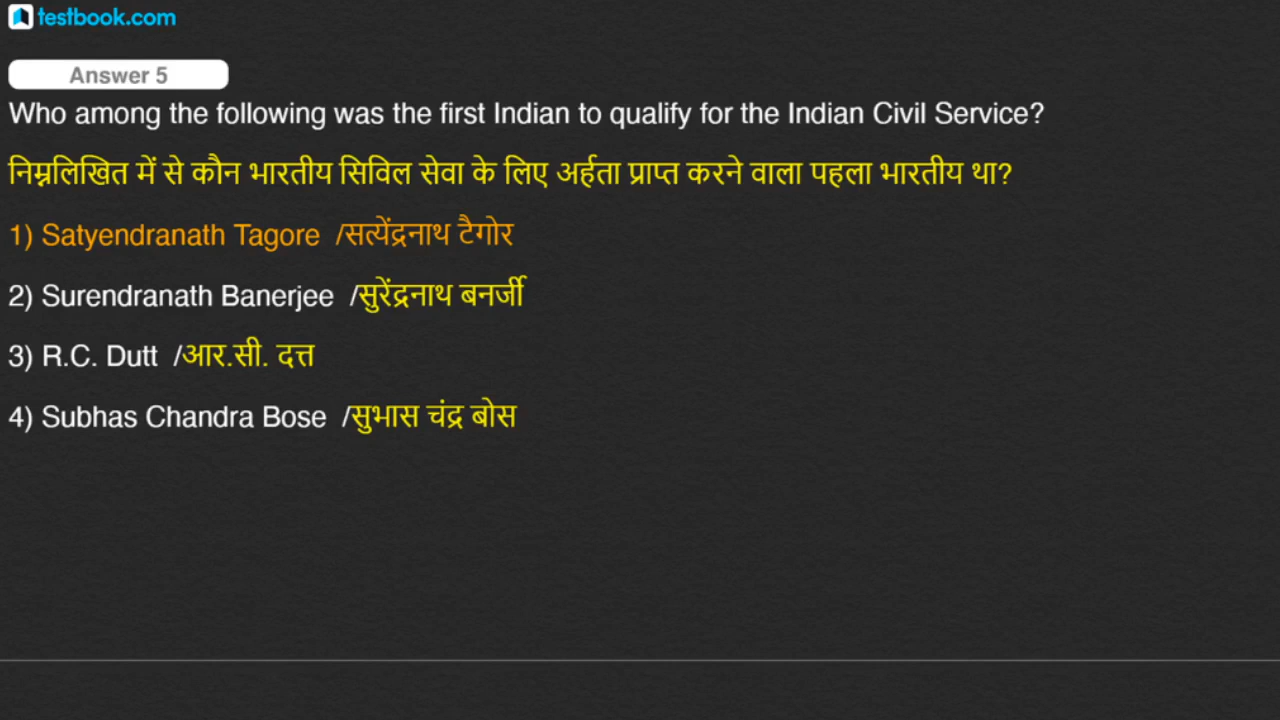 testbook.com
Answer 5
Who among the following was the first Indian to qualify for the Indian Civil Service?
निम्नलिखित में से कौन भारतीय सिविल सेवा के लिए अर्हता प्राप्त करने वाला पहला भारतीय था?
1) Satyendranath Tagore /सत्येंद्रनाथ टैगोर
2) Surendranath Banerjee /सुरेंद्रनाथ बनर्जी
3) R.C. Dutt /आर.सी. दत्त
4) Subhas Chandra Bose /सुभास चंद्र बोस